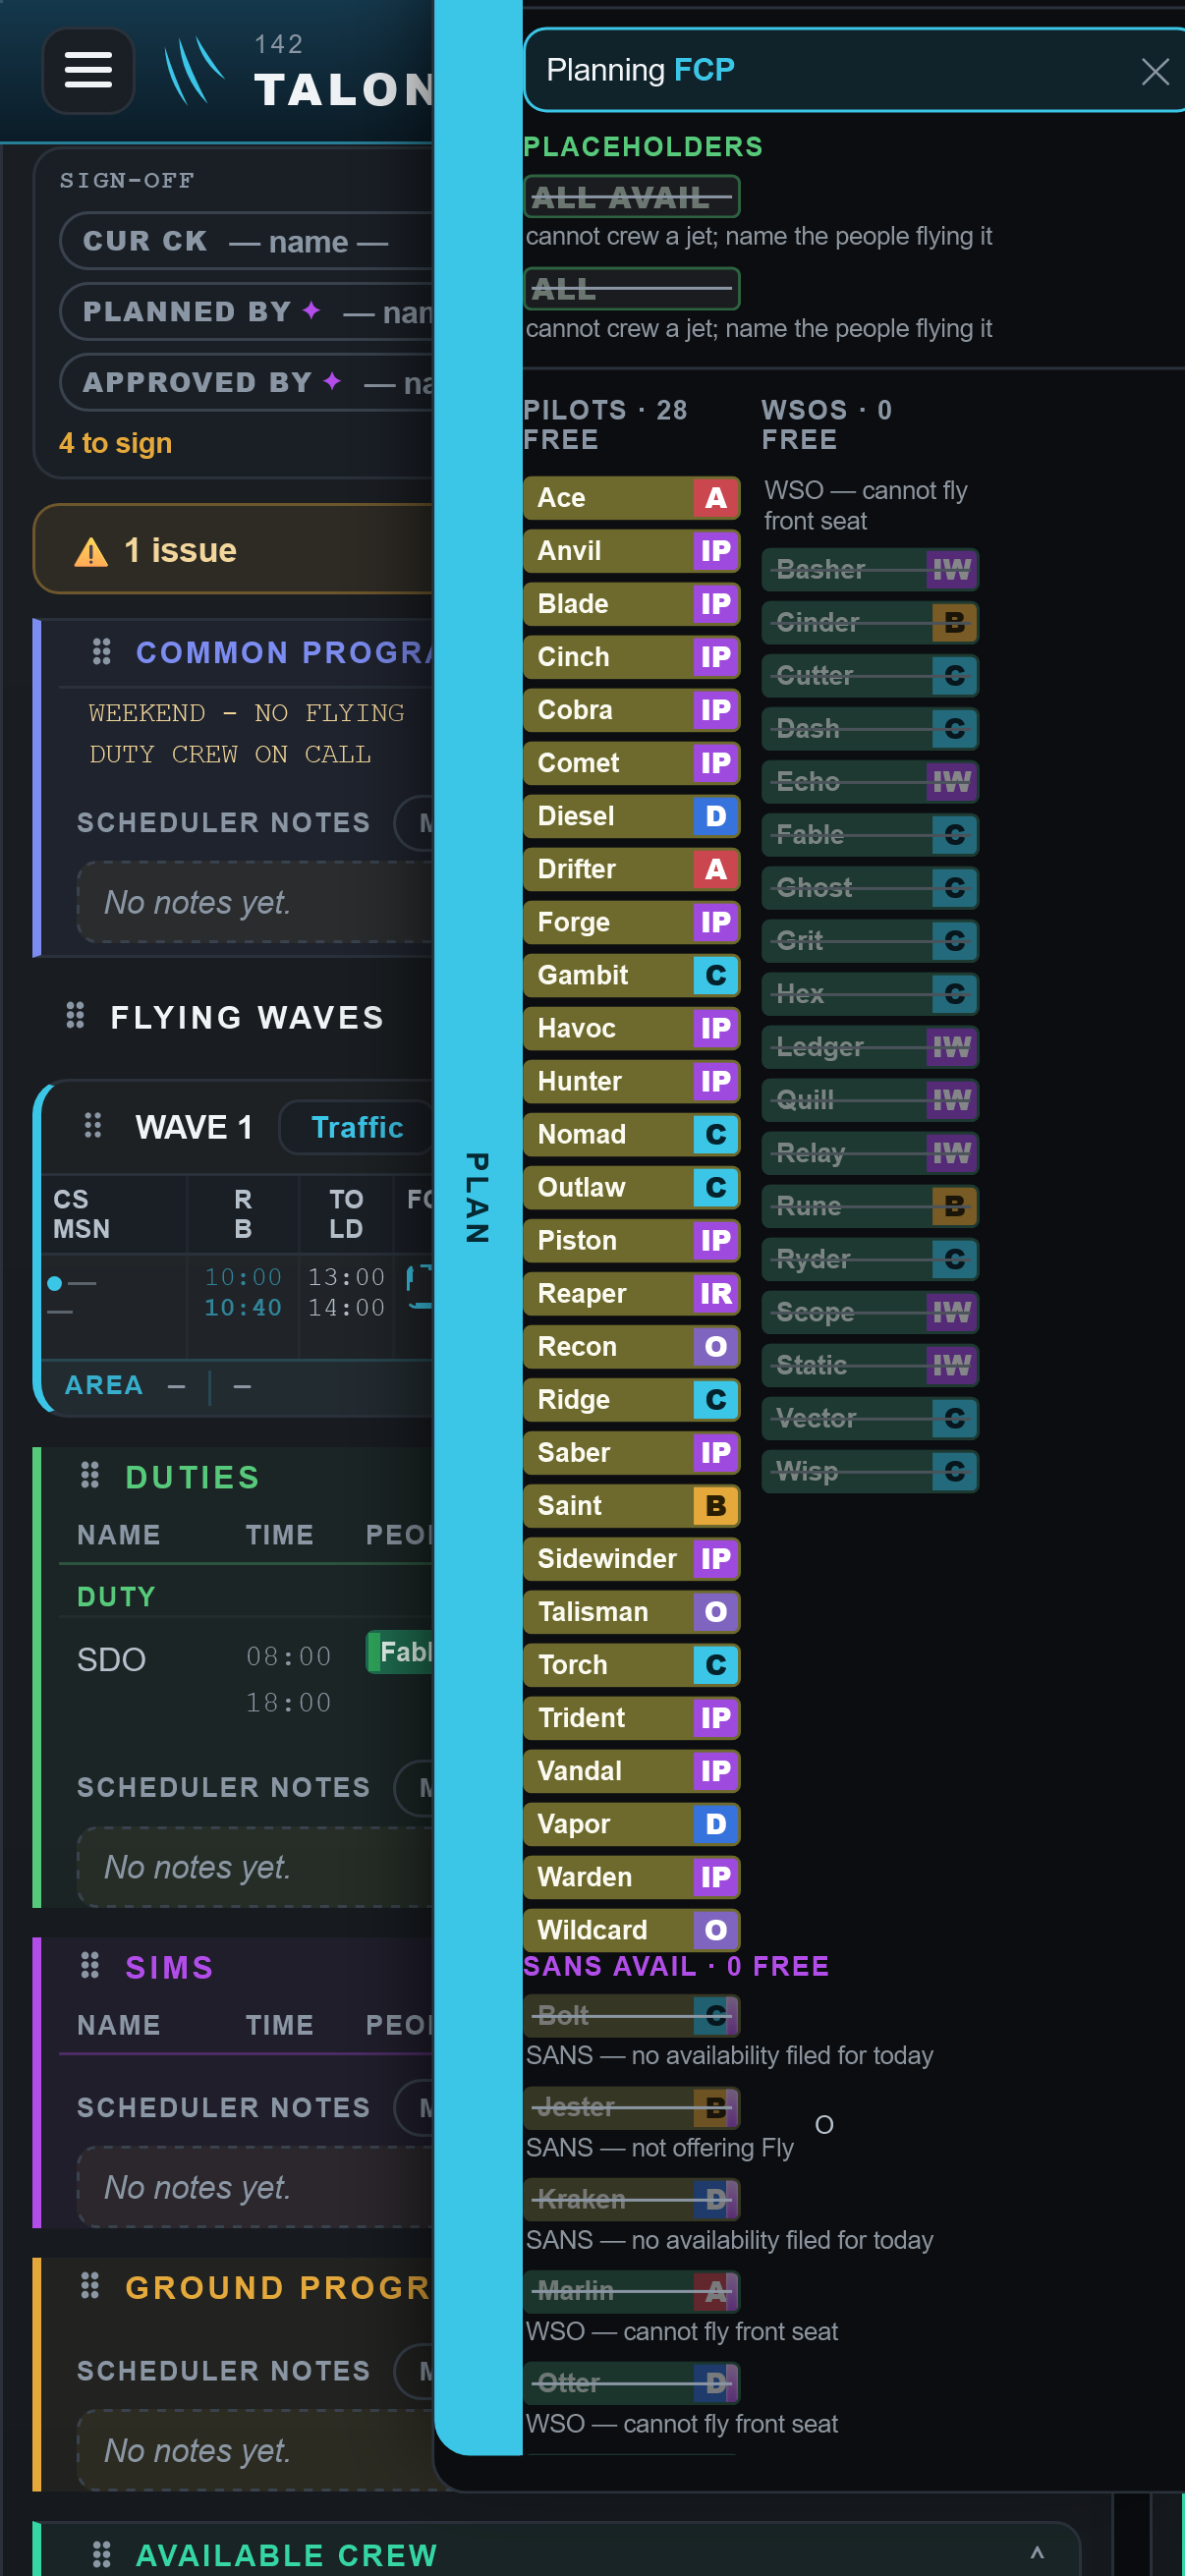 142
TALON
SIGN-OFF
CUR CK — name —
PLANNED BY ✦ — nam
APPROVED BY ✦ — na
4 to sign
1 issue
COMMON PROGRA
WEEKEND - NO FLYING
DUTY CREW ON CALL
SCHEDULER NOTES
No notes yet.
FLYING WAVES
WAVE 1 Traffic
CS R TO FC
MSN B LD
— 10:00 13:00
— 10:40 14:00
AREA – –
DUTIES
NAME TIME PEO
DUTY
SDO 08:00 Fabl
18:00
SCHEDULER NOTES
No notes yet.
SIMS
NAME TIME PEO
SCHEDULER NOTES
No notes yet.
GROUND PROGR
SCHEDULER NOTES
No notes yet.
AVAILABLE CREW
PLAN
Planning FCP
PLACEHOLDERS
ALL AVAIL
cannot crew a jet; name the people flying it
ALL
cannot crew a jet; name the people flying it
PILOTS · 28
FREE
Ace A
Anvil IP
Blade IP
Cinch IP
Cobra IP
Comet IP
Diesel D
Drifter A
Forge IP
Gambit C
Havoc IP
Hunter IP
Nomad C
Outlaw C
Piston IP
Reaper IR
Recon O
Ridge C
Saber IP
Saint B
Sidewinder IP
Talisman O
Torch C
Trident IP
Vandal IP
Vapor D
Warden IP
Wildcard O
WSOS · 0
FREE
WSO — cannot fly
front seat
Basher IW
Cinder B
Cutter C
Dash C
Echo IW
Fable C
Ghost C
Grit C
Hex C
Ledger IW
Quill IW
Relay IW
Rune B
Ryder C
Scope IW
Static IW
Vector C
Wisp C
SANS AVAIL · 0 FREE
Bolt C
SANS — no availability filed for today
Jester B
O
SANS — not offering Fly
Kraken D
SANS — no availability filed for today
Marlin A
WSO — cannot fly front seat
Otter D
WSO — cannot fly front seat